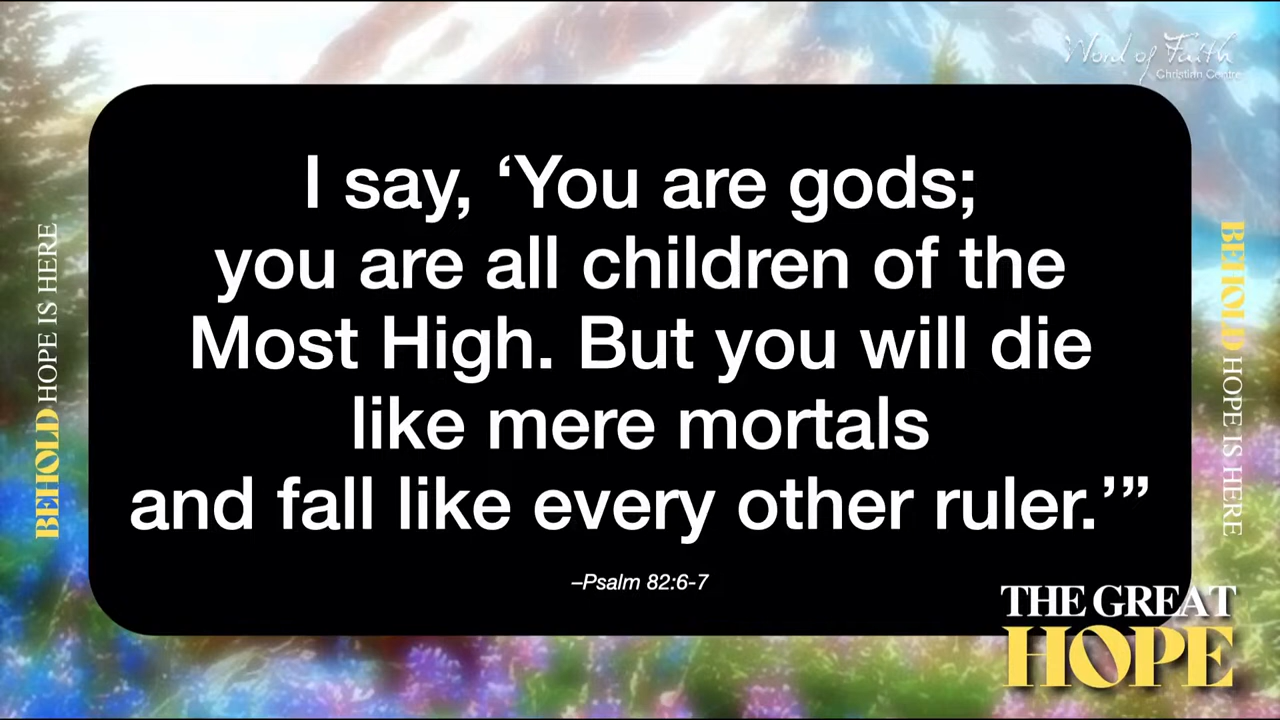 Word of Faith
Christian Centre
I say, ‘You are gods;
you are all children of the
Most High. But you will die
like mere mortals
and fall like every other ruler.’”
–Psalm 82:6-7
BEHOLD HOPE IS HERE
BEHOLD HOPE IS HERE
THE GREAT
HOPE